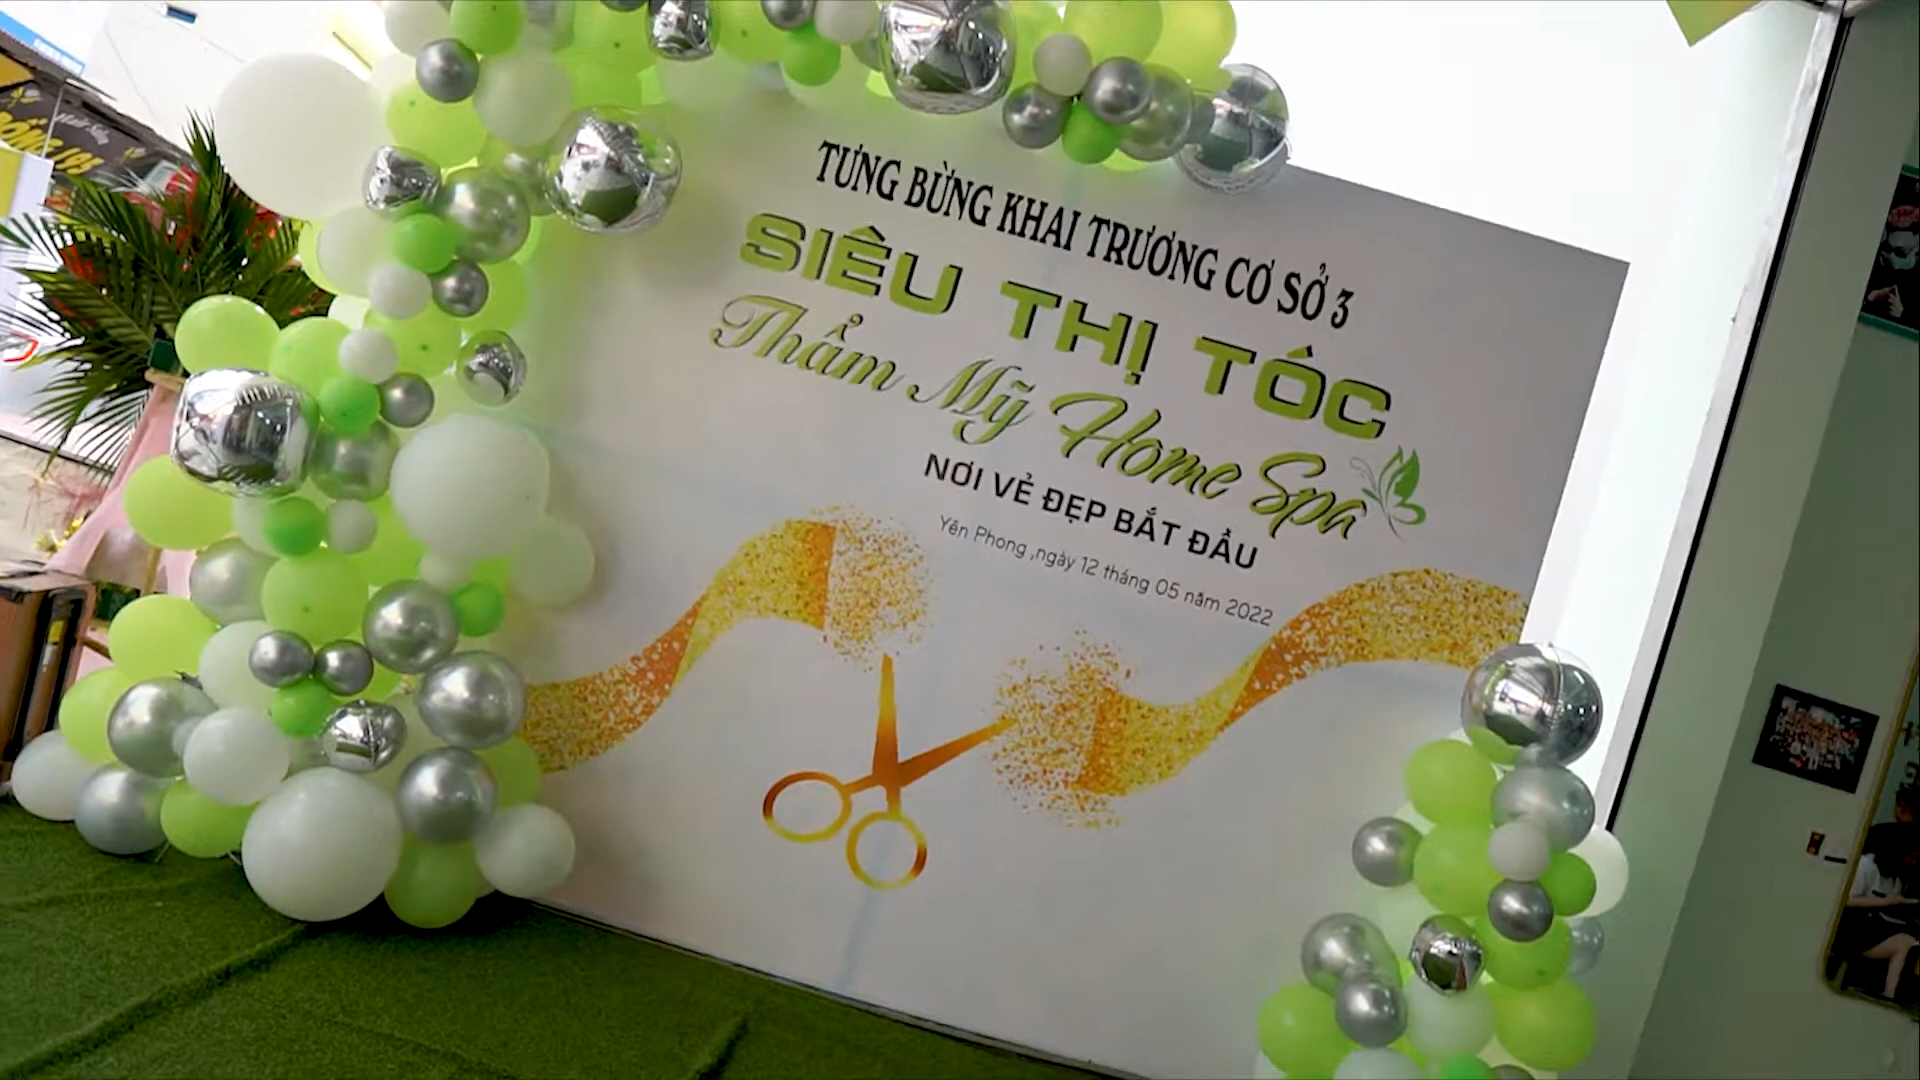 TƯNG BỪNG KHAI TRƯƠNG CƠ SỞ 3
SIÊU THỊ TÓC
Thẩm Mỹ Home Spa
NƠI VẺ ĐẸP BẮT ĐẦU
Yên Phong ,ngày 12 tháng 05 năm 2022